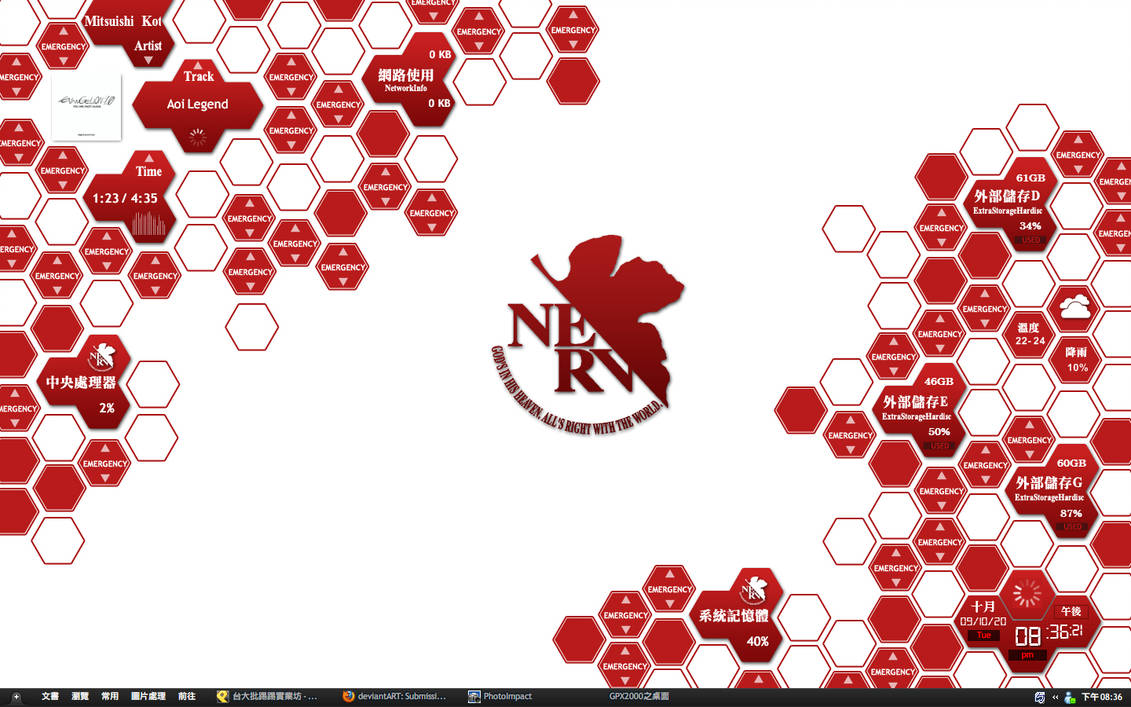 Mitsuishi Kot
Artist
EMERGENCY
Track
Aoi Legend
EVANGELION:1.0
0 KB
網路使用
NetworkInfo
0 KB
EMERGENCY
EMERGENCY
EMERGENCY
EMERGENCY
EMERGENCY
EMERGENCY
EMERGENCY
EMERGENCY
EMERGENCY
Time
1:23 / 4:35
EMERGENCY
EMERGENCY
EMERGENCY
EMERGENCY
EMERGENCY
EMERGENCY
EMERGENCY
EMERGENCY
EMERGENCY
EMERGENCY
EMERGENCY
NERV
中央處理器
2%
EMERGENCY
EMERGENCY
NERV
GOD'S IN HIS HEAVEN. ALL'S RIGHT WITH THE WORLD.
EMERGENCY
EMERGENCY
61GB
外部儲存D
ExtraStorageHardisc
34%
USED
EMERGENCY
EMERGENCY
EMERGENCY
EMERGENCY
EMERGENCY
溫度
22-24
降雨
10%
46GB
外部儲存E
ExtraStorageHardisc
50%
USED
EMERGENCY
EMERGENCY
EMERGENCY
60GB
外部儲存G
ExtraStorageHardisc
87%
USED
EMERGENCY
EMERGENCY
EMERGENCY
EMERGENCY
EMERGENCY
EMERGENCY
EMERGENCY
NERV
系統記憶體
40%
十月
09/10/20
Tue
午後
08:36:21
pm
EMERGENCY
文書 瀏覽 常用 圖片處理 前往 台大批踢踢實業坊 - ... deviantART: Submissi... PhotoImpact GPX2000之桌面 下午 08:36